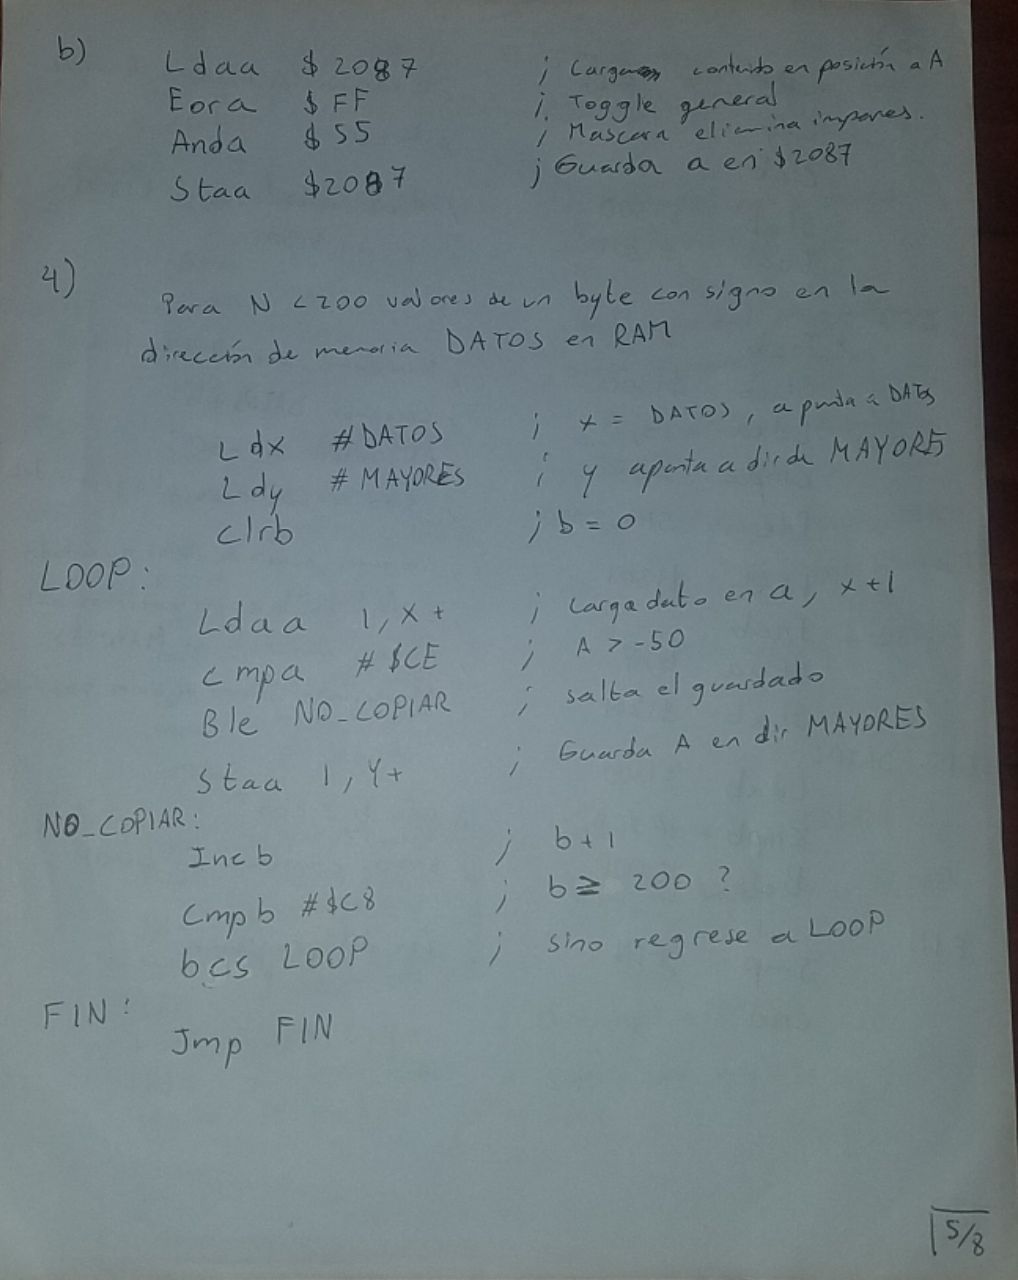 b) Ldaa $2087 ; Carga contenido en posición a A
Eora $FF ; Toggle general
Anda $55 ; Mascara elimina impares.
Staa $2087 ; Guarda a en $2087
4) Para N <200 valores de un byte con signo en la
dirección de memoria DATOS en RAM
Ldx #DATOS ; x = DATOS, apunta a DATOS
Ldy #MAYORES ; y apunta a dir de MAYORES
Clrb ; b = 0
LOOP:
Ldaa 1,X+ ; carga dato en a, x+1
cmpa #$CE ; A > -50
Ble NO_COPIAR ; salta el guardado
Staa 1,Y+ ; Guarda A en dir MAYORES
NO_COPIAR:
Incb ; b+1
Cmpb #$C8 ; b ≥ 200 ?
bcs LOOP ; sino regrese a LOOP
FIN:
Jmp FIN
5/8